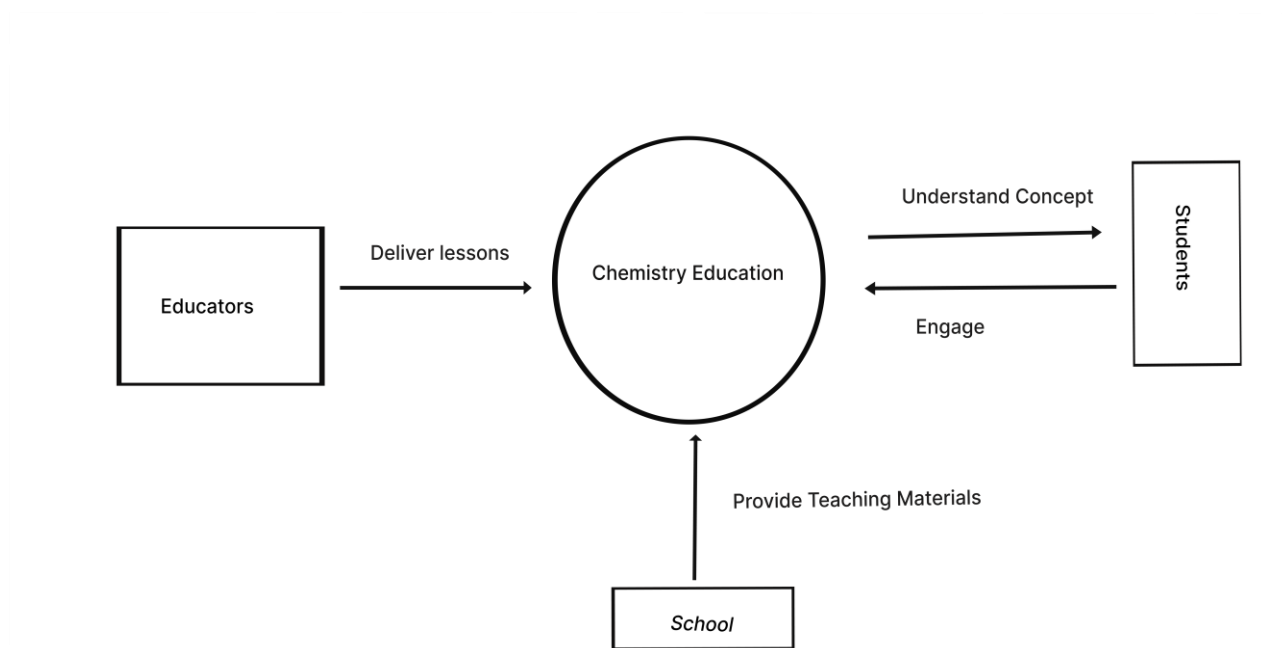 Understand Concept
Students
Deliver lessons
Chemistry Education
Educators
Engage
Provide Teaching Materials
School